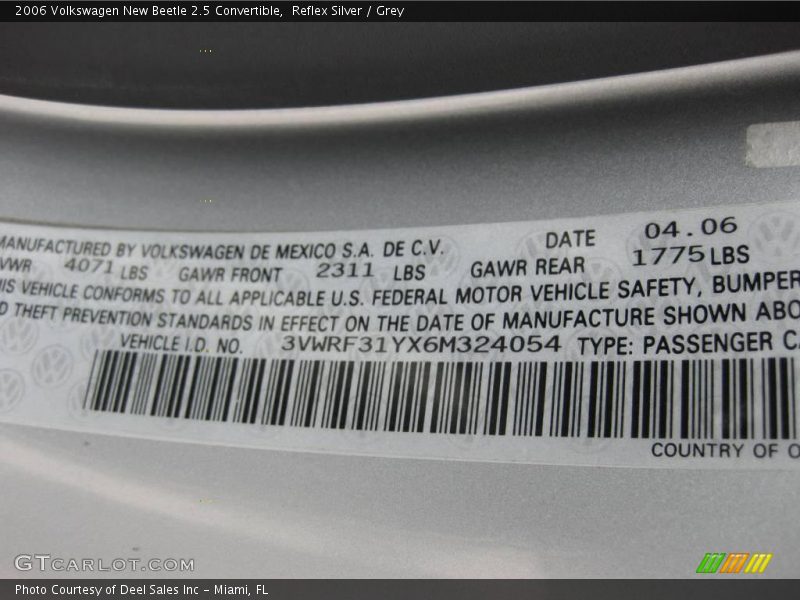 2006 Volkswagen New Beetle 2.5 Convertible,  Reflex Silver / Grey
MANUFACTURED BY VOLKSWAGEN DE MEXICO S.A. DE C.V. DATE 04.06
VWR 4071 LBS GAWR FRONT 2311 LBS GAWR REAR 1775 LBS
IS VEHICLE CONFORMS TO ALL APPLICABLE U.S. FEDERAL MOTOR VEHICLE SAFETY, BUMPER
D THEFT PREVENTION STANDARDS IN EFFECT ON THE DATE OF MANUFACTURE SHOWN ABO
VEHICLE I.D. NO. 3VWRF31YX6M324054 TYPE: PASSENGER CA
COUNTRY OF O
GTCARLOT.COM
Photo Courtesy of Deel Sales Inc - Miami, FL